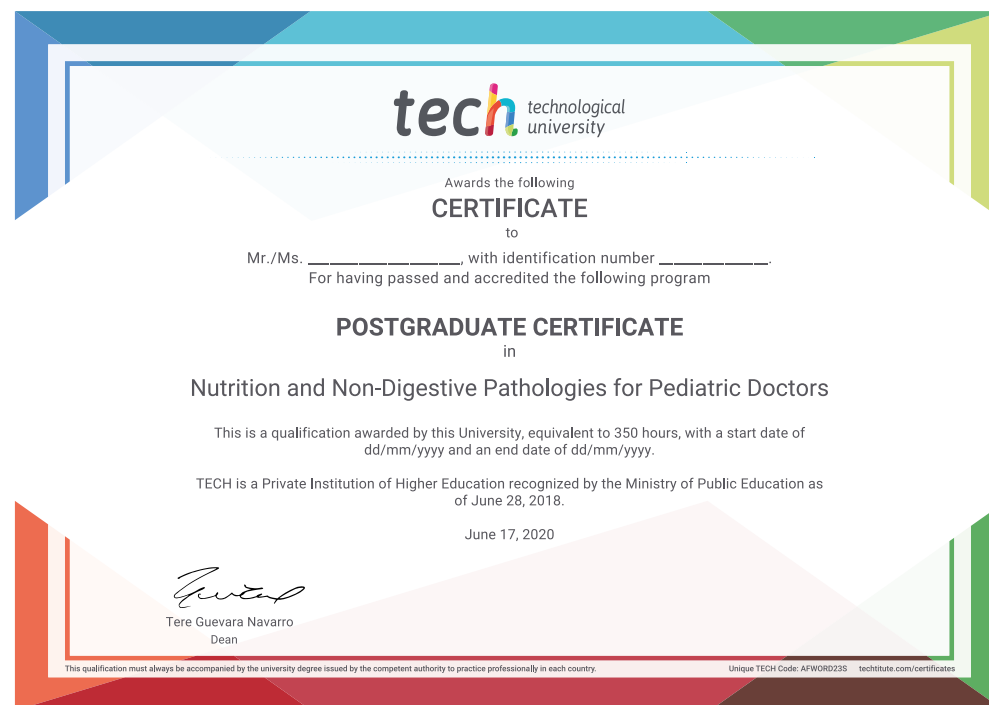 tech technological
university
Awards the following
CERTIFICATE
to
Mr./Ms. ____________________, with identification number ______________.
For having passed and accredited the following program
POSTGRADUATE CERTIFICATE
in
Nutrition and Non-Digestive Pathologies for Pediatric Doctors
This is a qualification awarded by this University, equivalent to 350 hours, with a start date of
dd/mm/yyyy and an end date of dd/mm/yyyy.
TECH is a Private Institution of Higher Education recognized by the Ministry of Public Education as
of June 28, 2018.
June 17, 2020
Tere Guevara Navarro
Dean
This qualification must always be accompanied by the university degree issued by the competent authority to practice professionally in each country.
Unique TECH Code: AFWORD23S techtitute.com/certificates